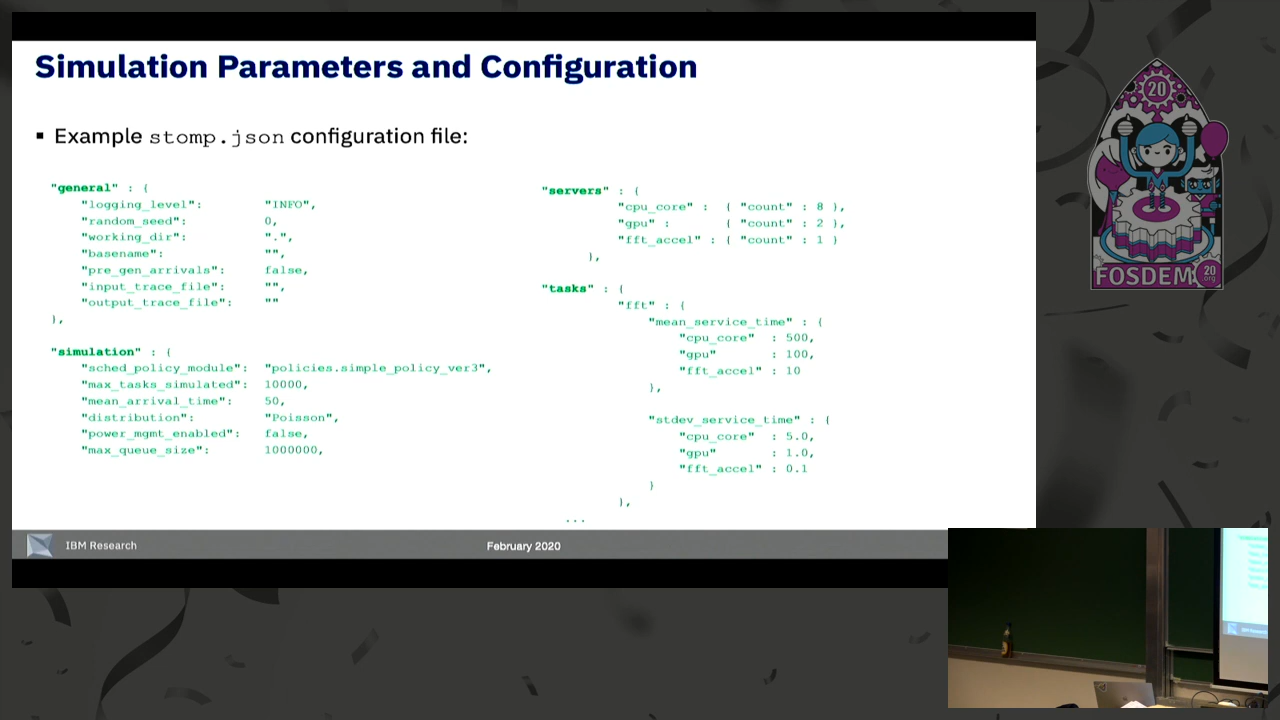 Simulation Parameters and Configuration
▪ Example stomp.json configuration file:
"general" : {
"logging_level": "INFO",
"random_seed": 0,
"working_dir": ".",
"basename": "",
"pre_gen_arrivals": false,
"input_trace_file": "",
"output_trace_file": ""
},
"simulation" : {
"sched_policy_module": "policies.simple_policy_ver3",
"max_tasks_simulated": 10000,
"mean_arrival_time": 50,
"distribution": "Poisson",
"power_mgmt_enabled": false,
"max_queue_size": 1000000,
"servers" : {
"cpu_core" : { "count" : 8 },
"gpu" : { "count" : 2 },
"fft_accel" : { "count" : 1 }
},
"tasks" : {
"fft" : {
"mean_service_time" : {
"cpu_core" : 500,
"gpu" : 100,
"fft_accel" : 10
},
"stdev_service_time" : {
"cpu_core" : 5.0,
"gpu" : 1.0,
"fft_accel" : 0.1
}
},
...
IBM Research
February 2020
20
FOSDEM
20
.org